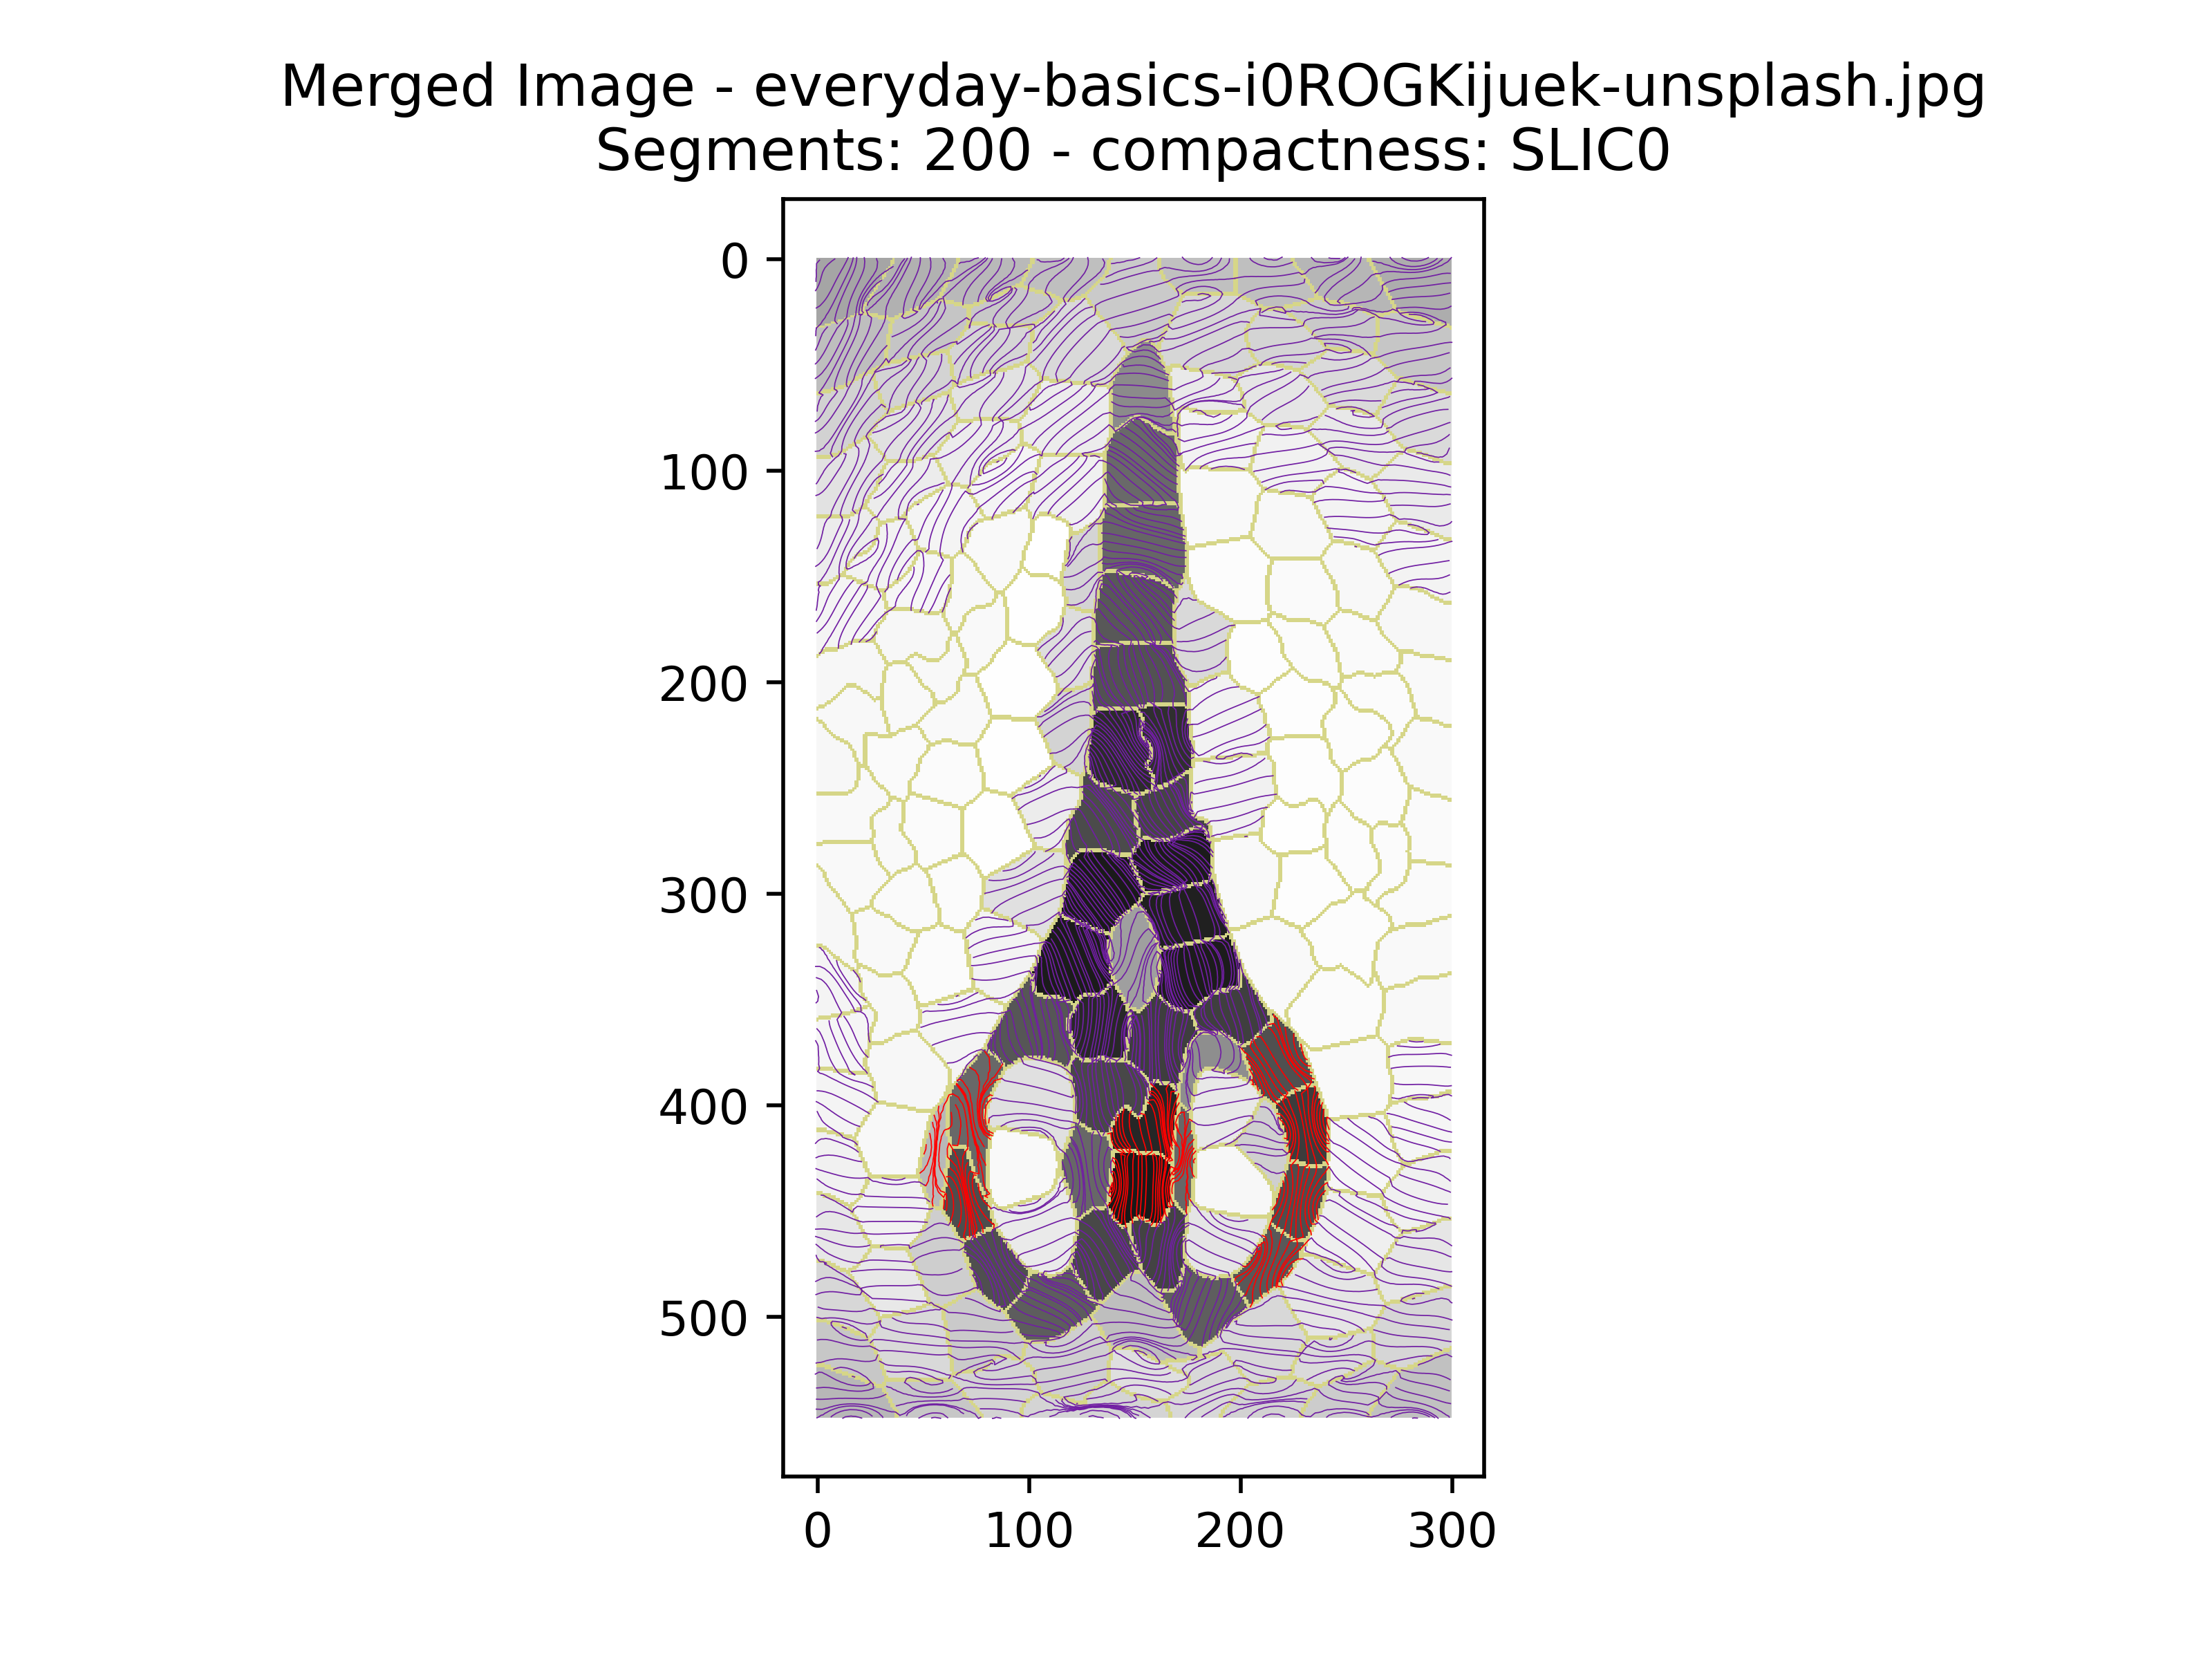 Merged Image - everyday-basics-i0ROGKijuek-unsplash.jpg
Segments: 200 - compactness: SLIC0
0
100
200
300
400
500
0 100 200 300